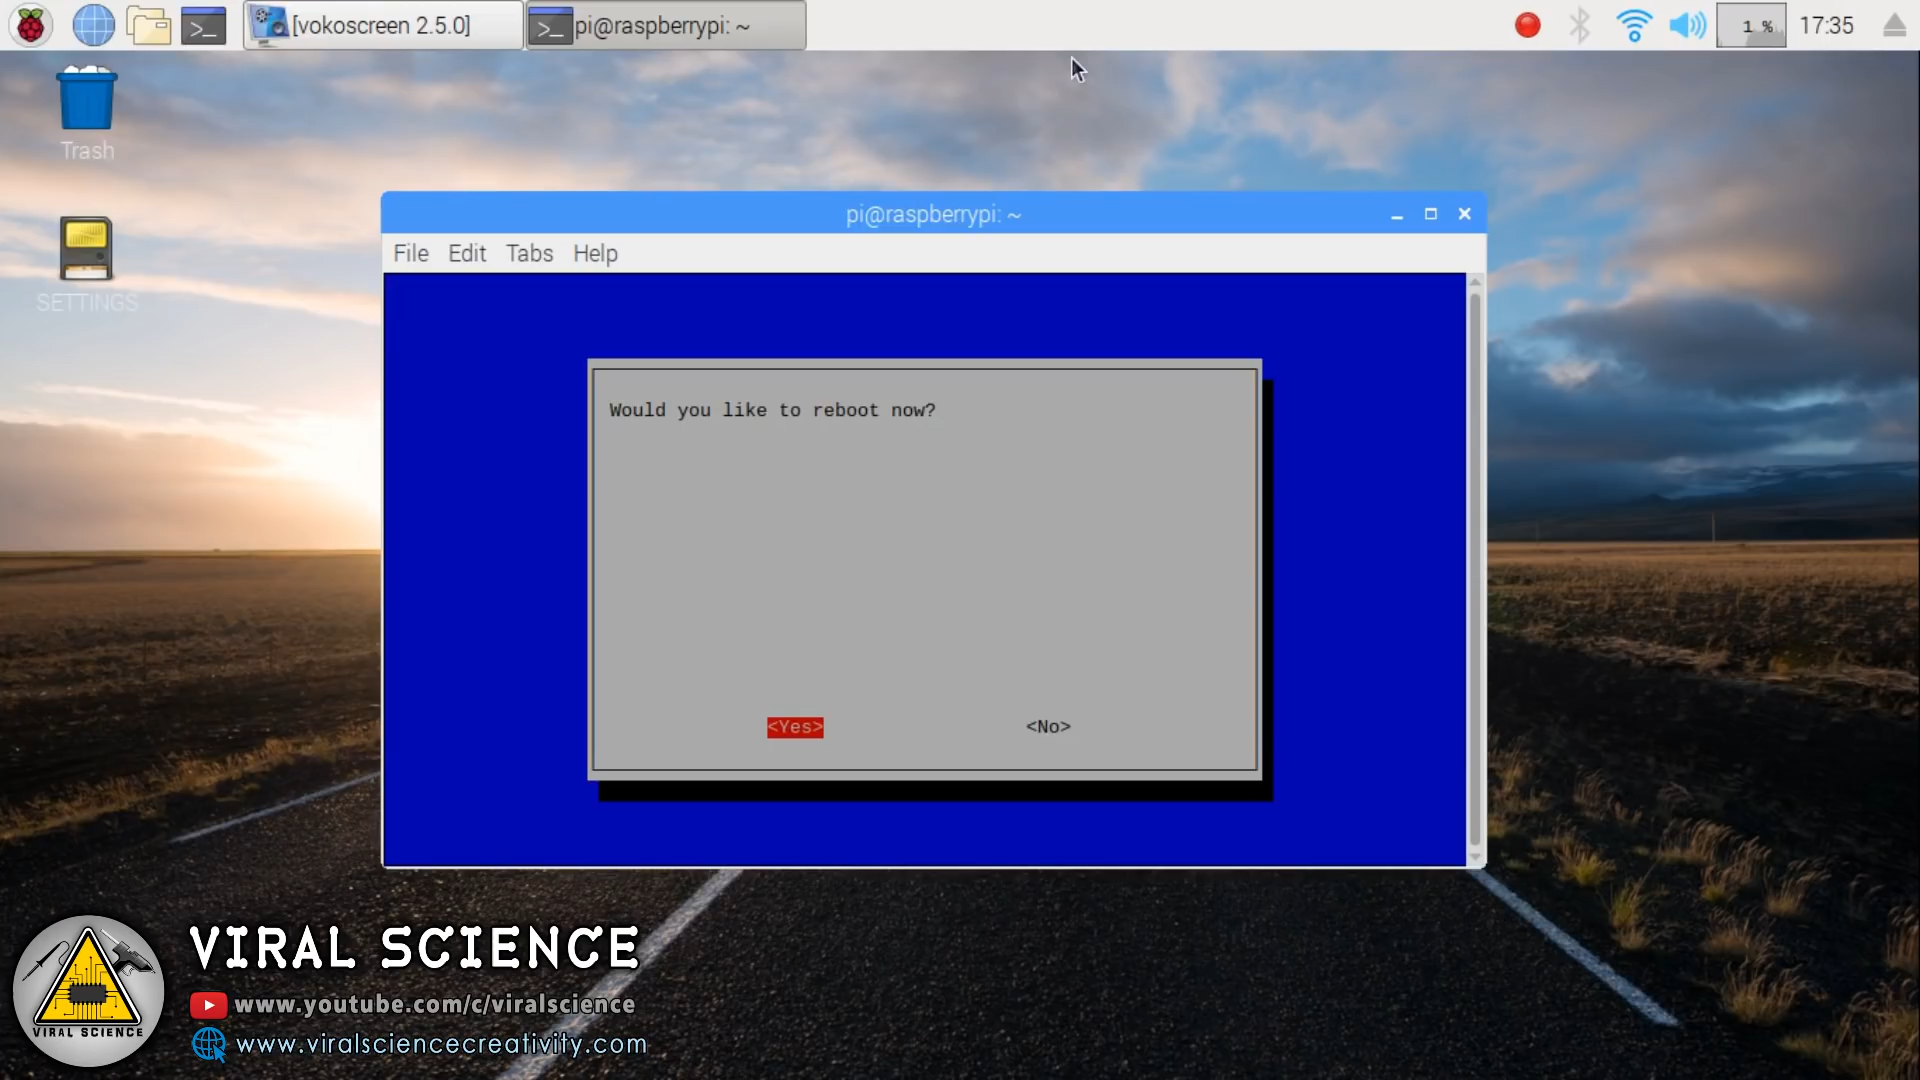 [vokoscreen 2.5.0]
pi@raspberrypi: ~
1 %
17:35
Trash
SETTINGS
pi@raspberrypi: ~
File Edit Tabs Help
Would you like to reboot now?
<Yes> <No>
VIRAL SCIENCE
www.youtube.com/c/viralscience
www.viralsciencecreativity.com
VIRAL SCIENCE